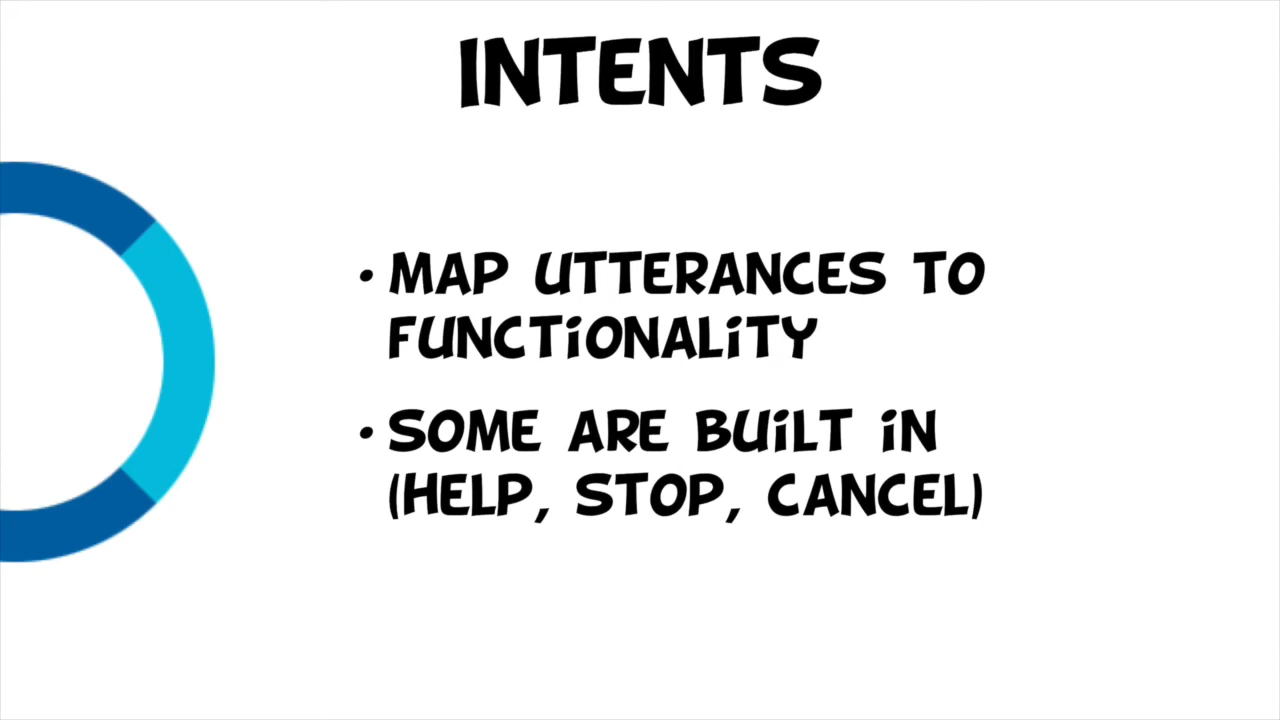 INTENTS
• MAP UTTERANCES TO
FUNCTIONALITY
• SOME ARE BUILT IN
(HELP, STOP, CANCEL)